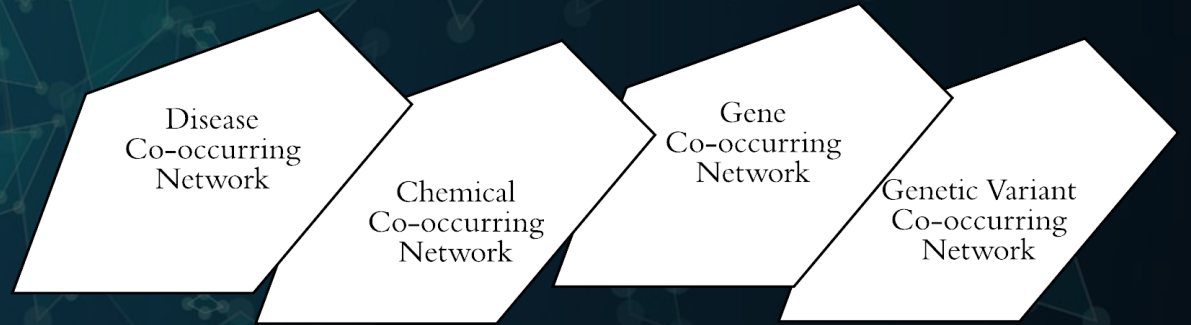 Disease
Co-occurring
Network
Chemical
Co-occurring
Network
Gene
Co-occurring
Network
Genetic Variant
Co-occurring
Network